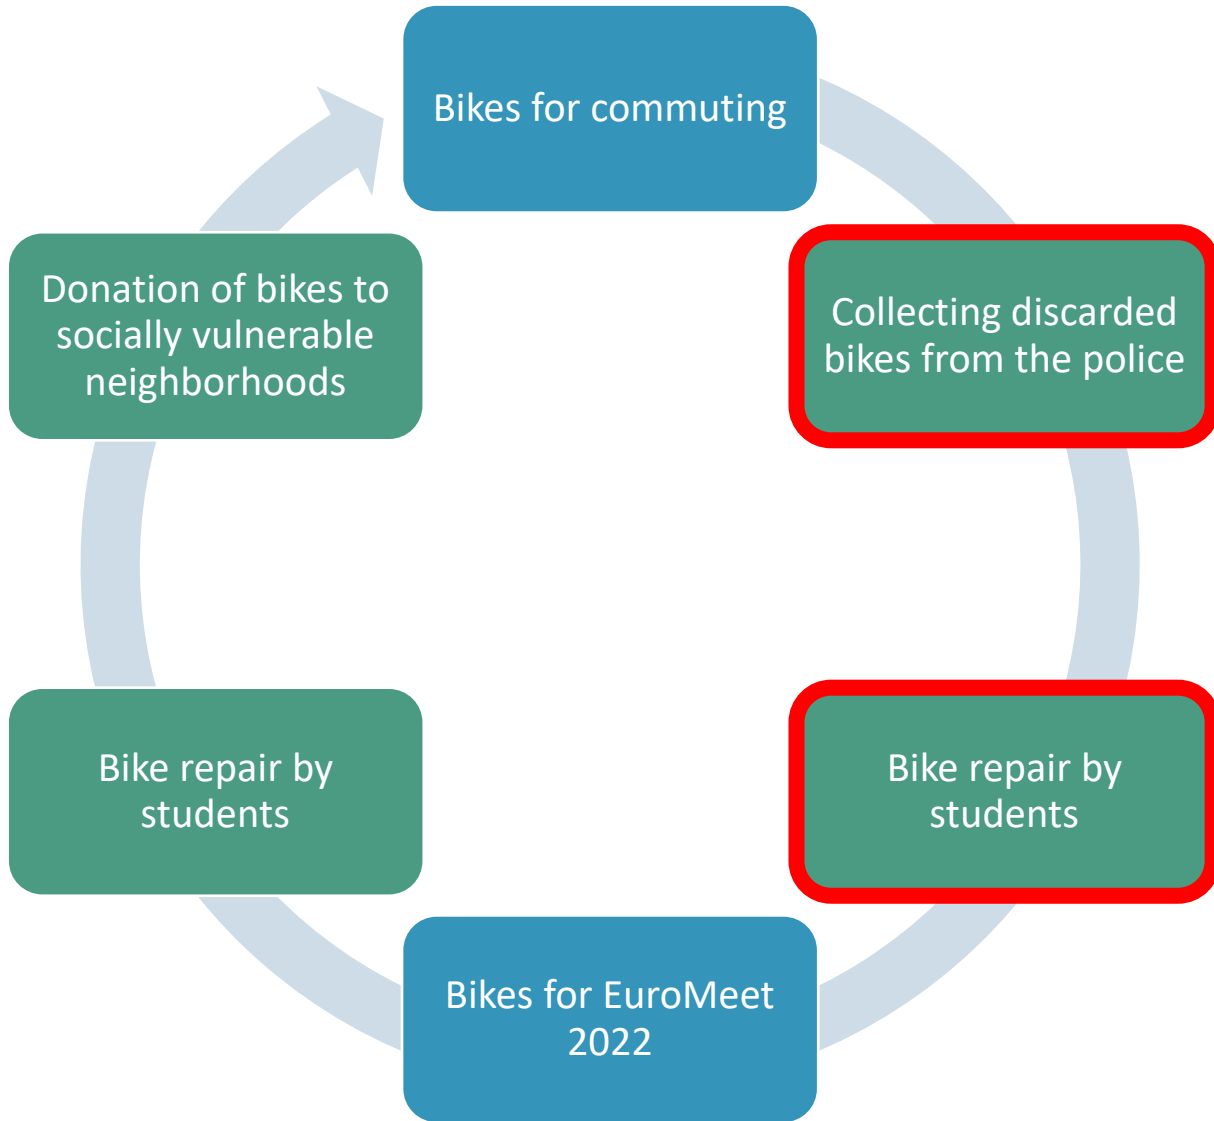 Bikes for commuting
Collecting discarded
bikes from the police
Bike repair by
students
Bikes for EuroMeet
2022
Bike repair by
students
Donation of bikes to
socially vulnerable
neighborhoods